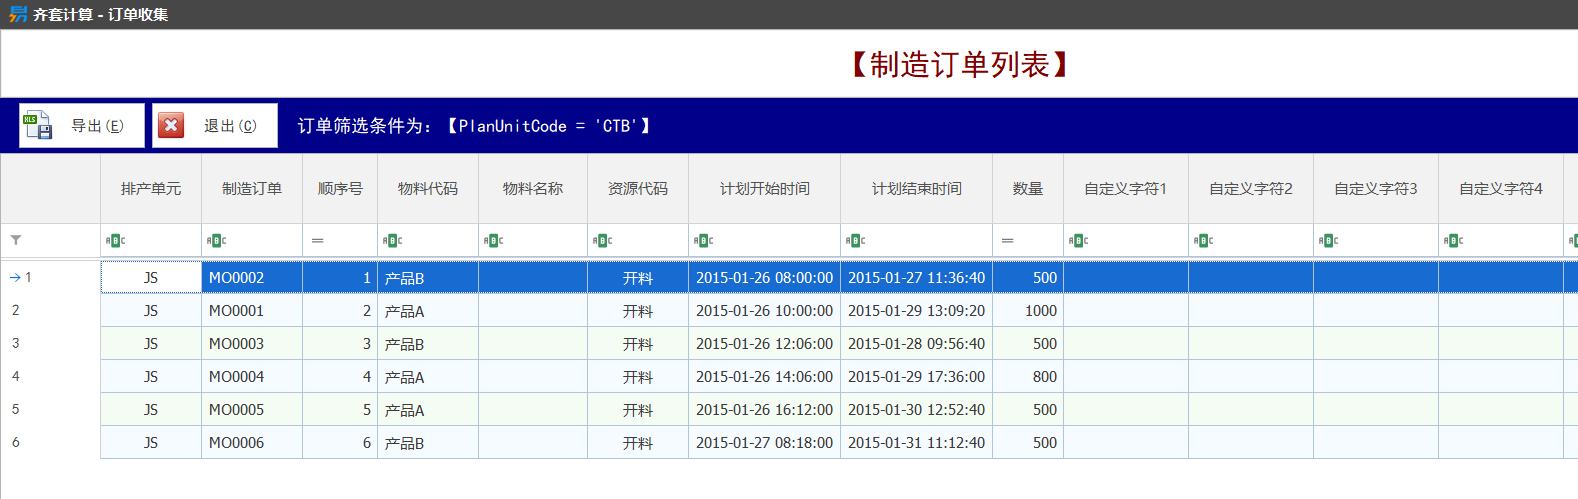 齐套计算 - 订单收集
【制造订单列表】
导出(E) 退出(C) 订单筛选条件为：【PlanUnitCode = 'CTB'】
排产单元 制造订单 顺序号 物料代码 物料名称 资源代码 计划开始时间 计划结束时间 数量 自定义字符1 自定义字符2 自定义字符3 自定义字符4
= =
1 JS MO0002 1 产品B 开料 2015-01-26 08:00:00 2015-01-27 11:36:40 500
2 JS MO0001 2 产品A 开料 2015-01-26 10:00:00 2015-01-29 13:09:20 1000
3 JS MO0003 3 产品B 开料 2015-01-26 12:06:00 2015-01-28 09:56:40 500
4 JS MO0004 4 产品A 开料 2015-01-26 14:06:00 2015-01-29 17:36:00 800
5 JS MO0005 5 产品A 开料 2015-01-26 16:12:00 2015-01-30 12:52:40 500
6 JS MO0006 6 产品B 开料 2015-01-27 08:18:00 2015-01-31 11:12:40 500